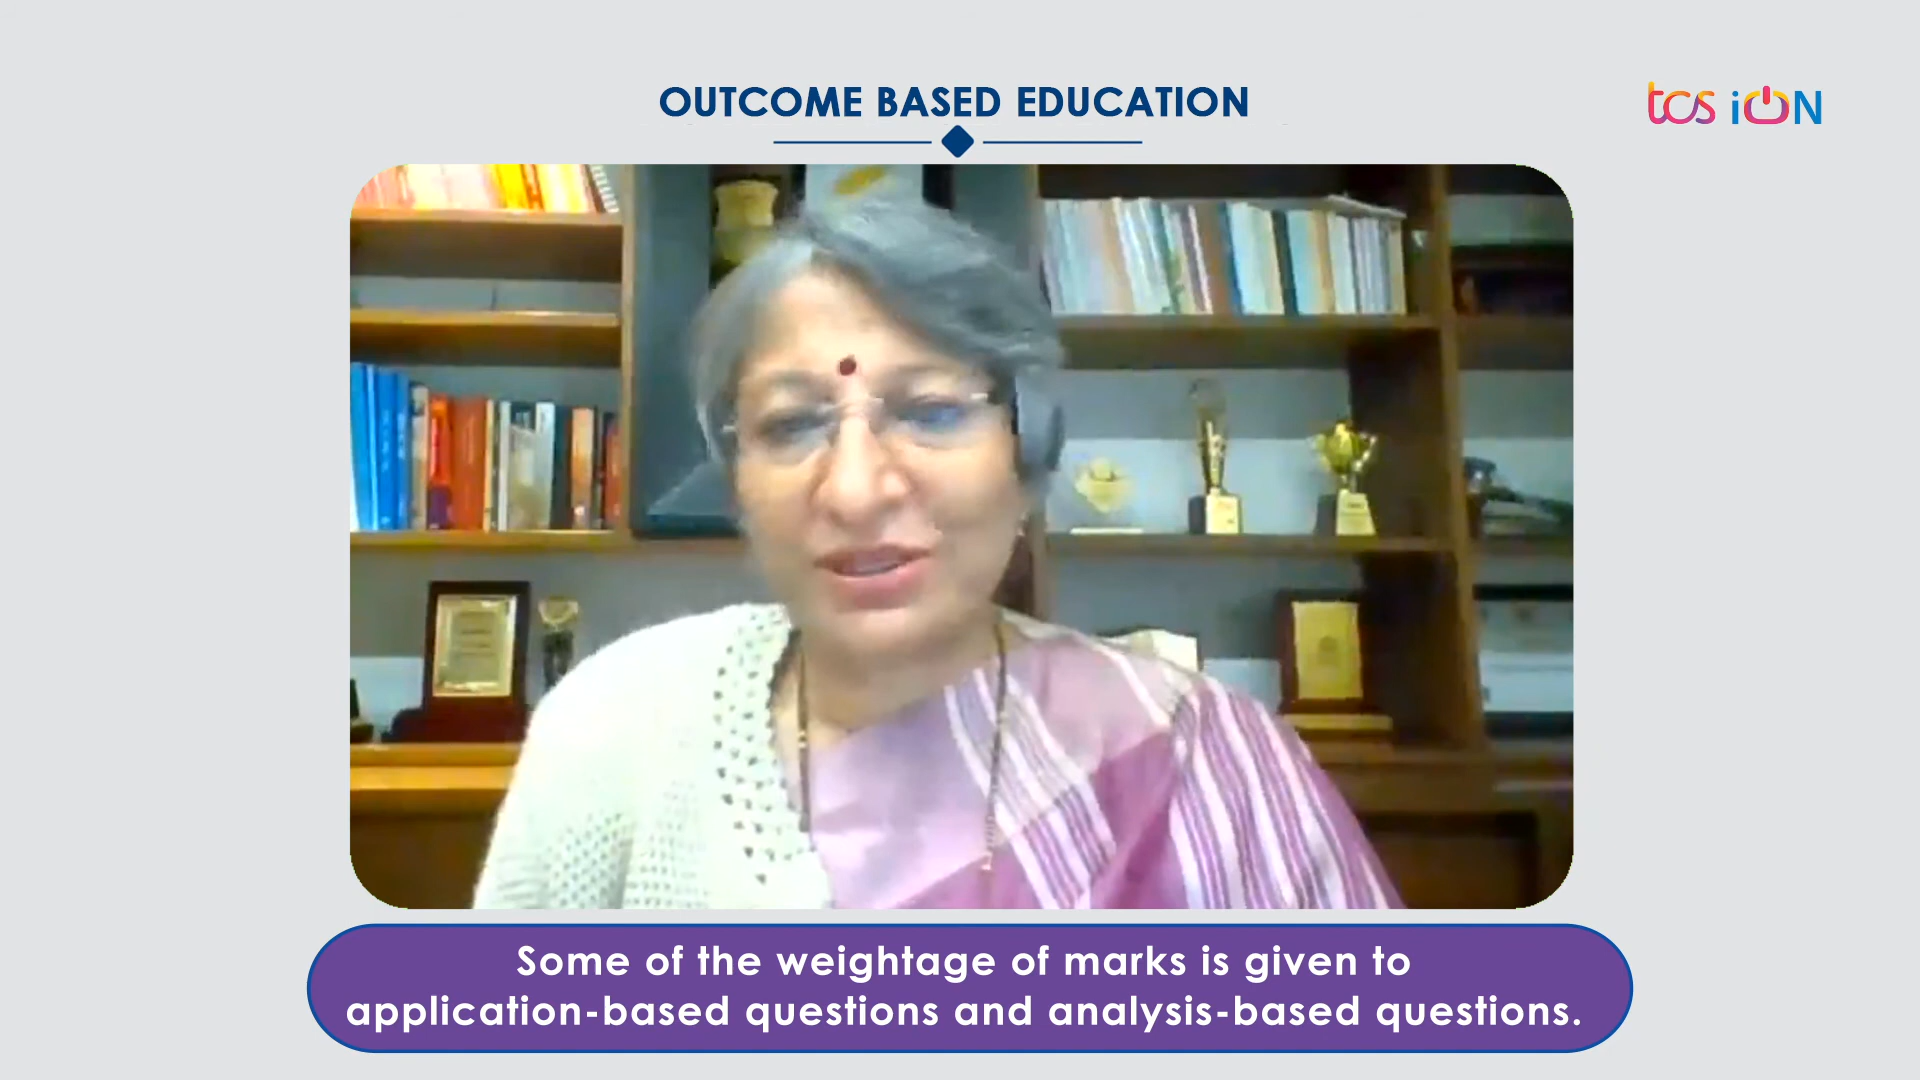 OUTCOME BASED EDUCATION
tcs iON
Some of the weightage of marks is given to
application-based questions and analysis-based questions.